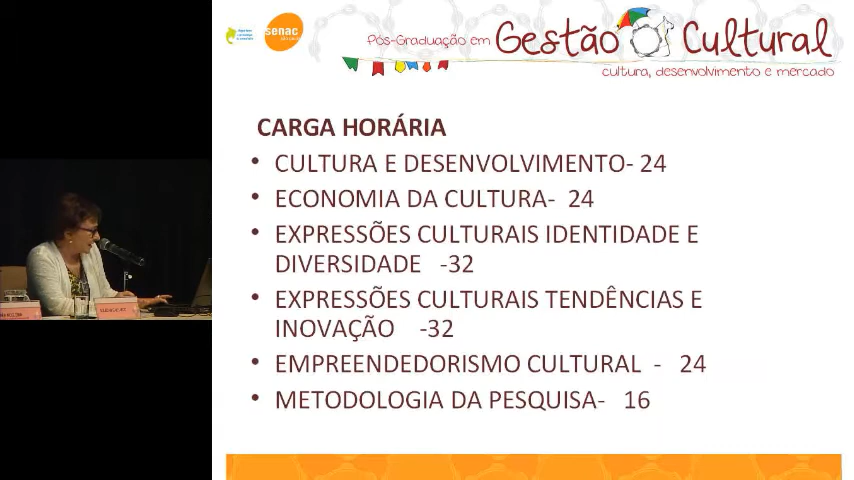 senac
Pós-Graduação em Gestão Cultural
cultura, desenvolvimento e mercado
CARGA HORÁRIA
• CULTURA E DESENVOLVIMENTO- 24
• ECONOMIA DA CULTURA- 24
• EXPRESSÕES CULTURAIS IDENTIDADE E
DIVERSIDADE -32
• EXPRESSÕES CULTURAIS TENDÊNCIAS E
INOVAÇÃO -32
• EMPREENDEDORISMO CULTURAL - 24
• METODOLOGIA DA PESQUISA- 16